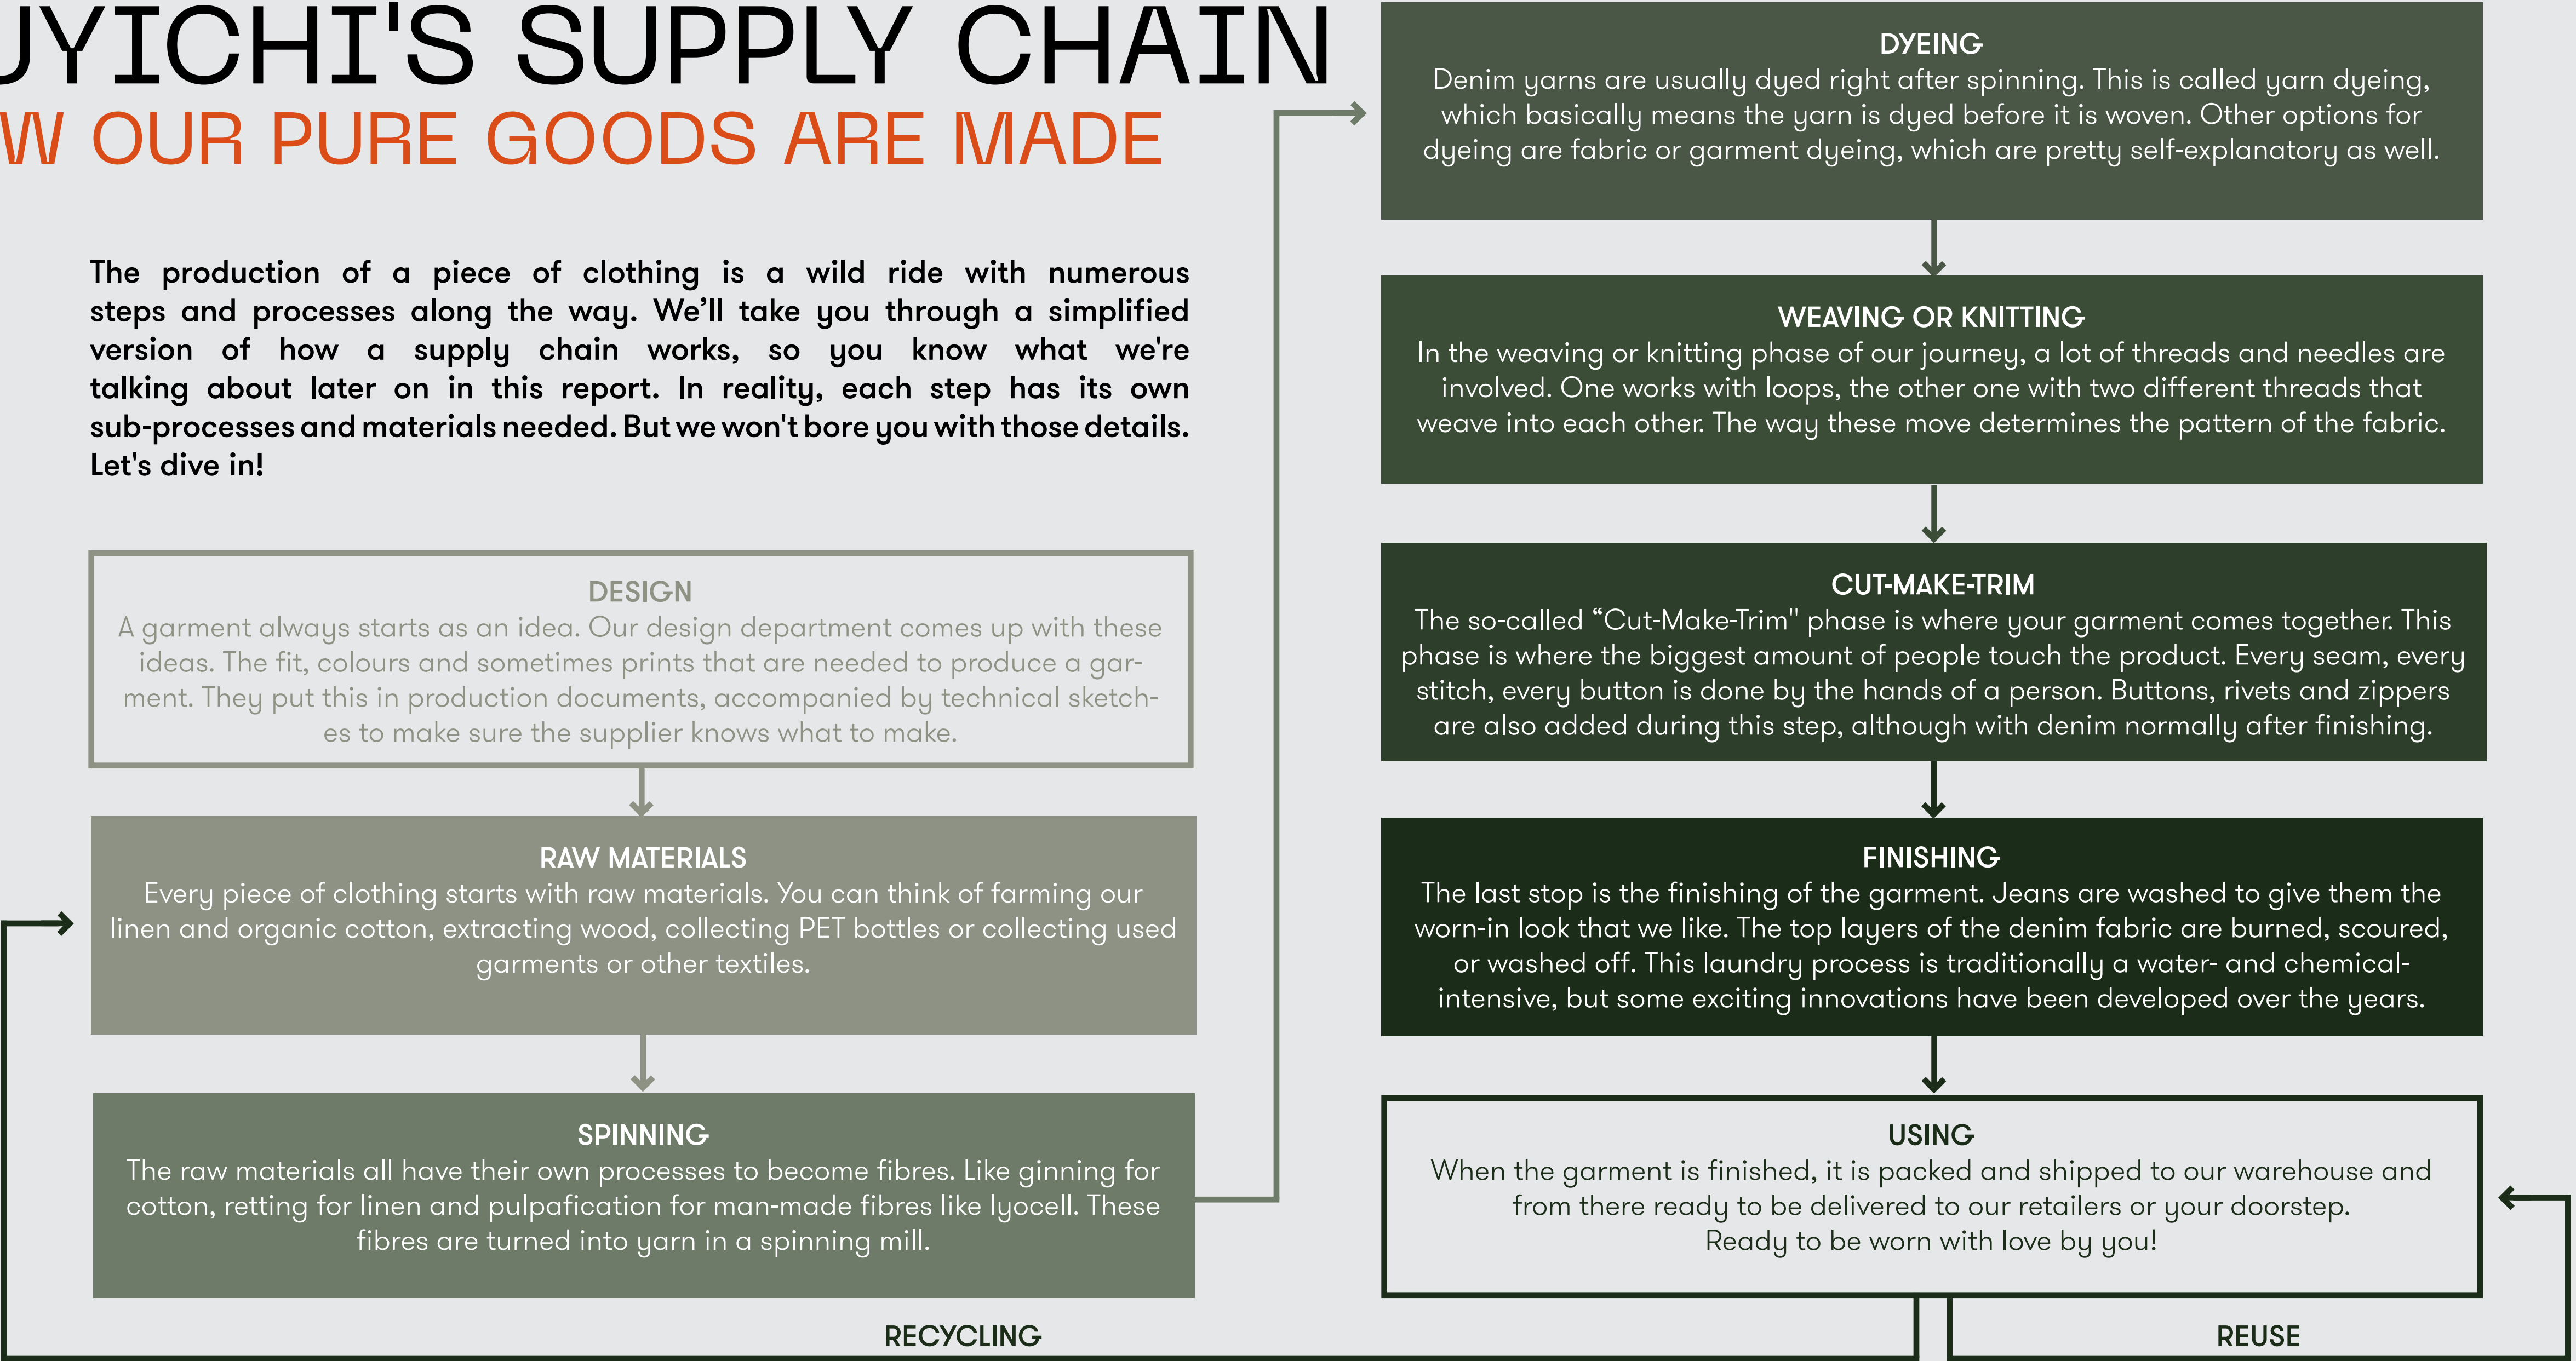 UYICHI'S SUPPLY CHAIN
W OUR PURE GOODS ARE MADE
The production of a piece of clothing is a wild ride with numerous
steps and processes along the way. We’ll take you through a simplified
version of how a supply chain works, so you know what we're
talking about later on in this report. In reality, each step has its own
sub-processes and materials needed. But we won't bore you with those details.
Let's dive in!
DESIGN
A garment always starts as an idea. Our design department comes up with these
ideas. The fit, colours and sometimes prints that are needed to produce a gar-
ment. They put this in production documents, accompanied by technical sketch-
es to make sure the supplier knows what to make.
RAW MATERIALS
Every piece of clothing starts with raw materials. You can think of farming our
linen and organic cotton, extracting wood, collecting PET bottles or collecting used
garments or other textiles.
SPINNING
The raw materials all have their own processes to become fibres. Like ginning for
cotton, retting for linen and pulpafication for man-made fibres like lyocell. These
fibres are turned into yarn in a spinning mill.
DYEING
Denim yarns are usually dyed right after spinning. This is called yarn dyeing,
which basically means the yarn is dyed before it is woven. Other options for
dyeing are fabric or garment dyeing, which are pretty self-explanatory as well.
WEAVING OR KNITTING
In the weaving or knitting phase of our journey, a lot of threads and needles are
involved. One works with loops, the other one with two different threads that
weave into each other. The way these move determines the pattern of the fabric.
CUT-MAKE-TRIM
The so-called “Cut-Make-Trim" phase is where your garment comes together. This
phase is where the biggest amount of people touch the product. Every seam, every
stitch, every button is done by the hands of a person. Buttons, rivets and zippers
are also added during this step, although with denim normally after finishing.
FINISHING
The last stop is the finishing of the garment. Jeans are washed to give them the
worn-in look that we like. The top layers of the denim fabric are burned, scoured,
or washed off. This laundry process is traditionally a water- and chemical-
intensive, but some exciting innovations have been developed over the years.
USING
When the garment is finished, it is packed and shipped to our warehouse and
from there ready to be delivered to our retailers or your doorstep.
Ready to be worn with love by you!
RECYCLING
REUSE